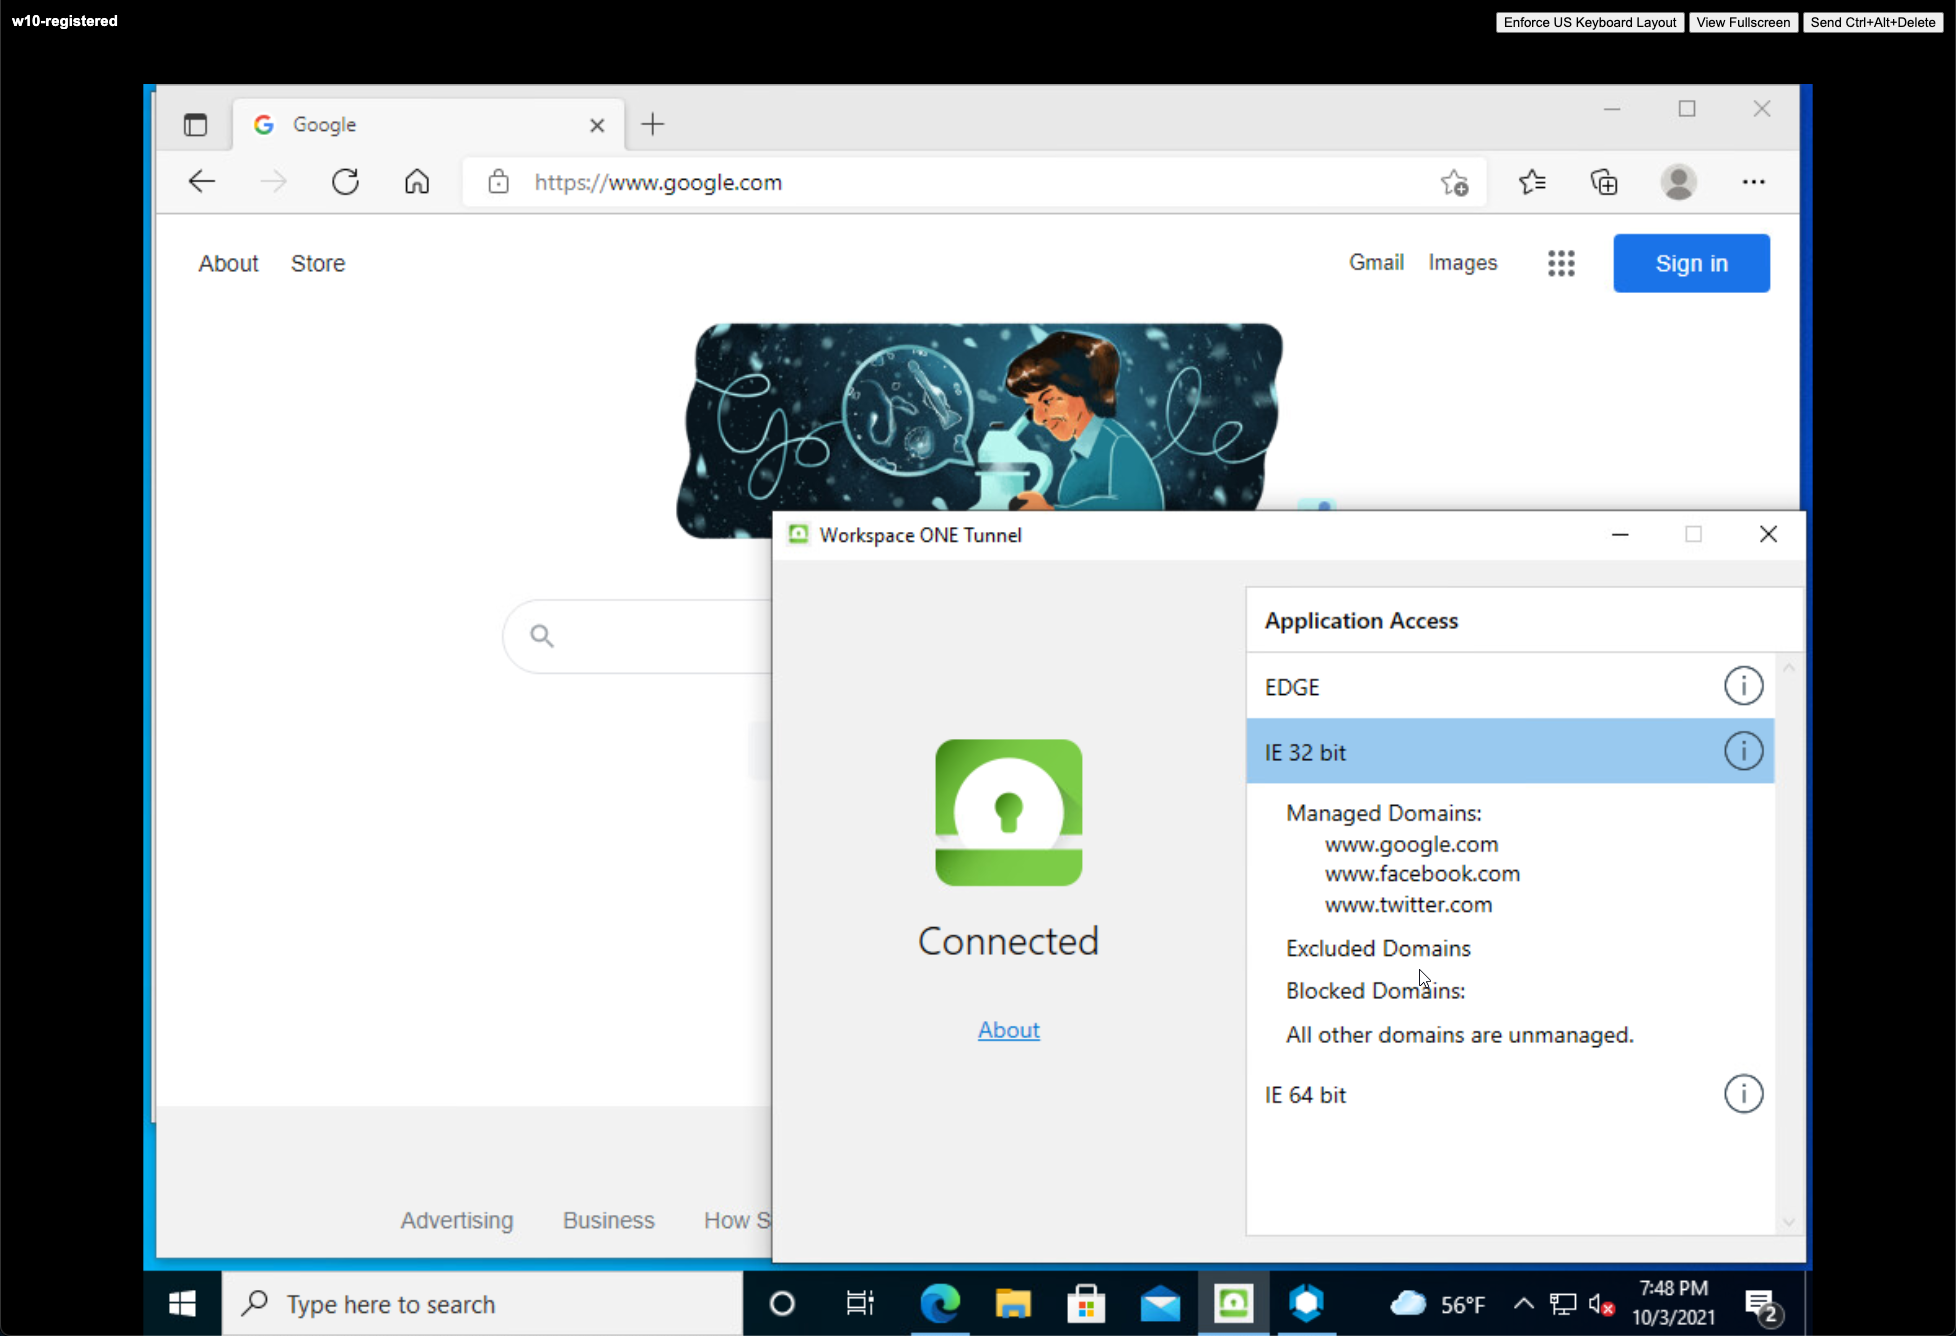 w10-registered
Enforce US Keyboard Layout View Fullscreen Send Ctrl+Alt+Delete
Google
https://www.google.com
About Store
Gmail Images Sign in
Workspace ONE Tunnel
Connected
About
Application Access
EDGE
IE 32 bit
Managed Domains:
www.google.com
www.facebook.com
www.twitter.com
Excluded Domains
Blocked Domains:
All other domains are unmanaged.
IE 64 bit
Advertising Business How S
Type here to search
56°F
7:48 PM
10/3/2021
2